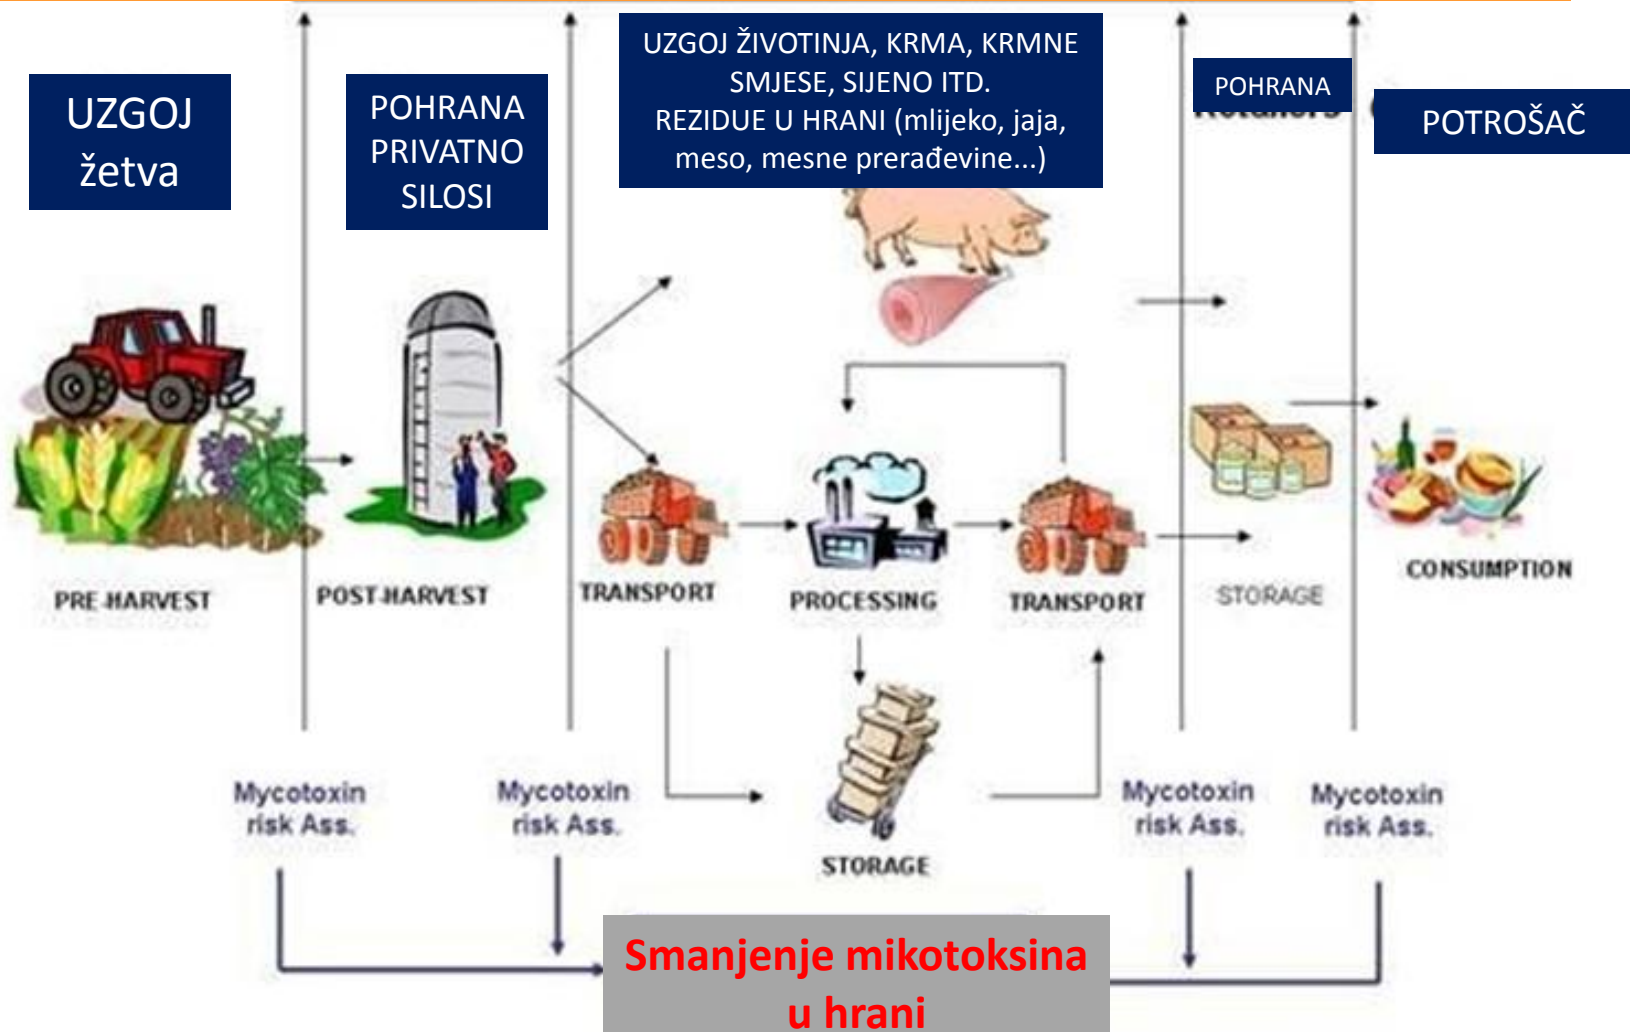 UZGOJ
žetva
POHRANA
PRIVATNO
SILOSI
UZGOJ ŽIVOTINJA, KRMA, KRMNE
SMJESE, SIJENO ITD.
REZIDUE U HRANI (mlijeko, jaja,
meso, mesne prerađevine...)
POHRANA
POTROŠAČ
PRE-HARVEST
POST-HARVEST
TRANSPORT
PROCESSING
TRANSPORT
STORAGE
CONSUMPTION
STORAGE
Mycotoxin
risk Ass.
Mycotoxin
risk Ass.
Mycotoxin
risk Ass.
Mycotoxin
risk Ass.
Smanjenje mikotoksina
u hrani